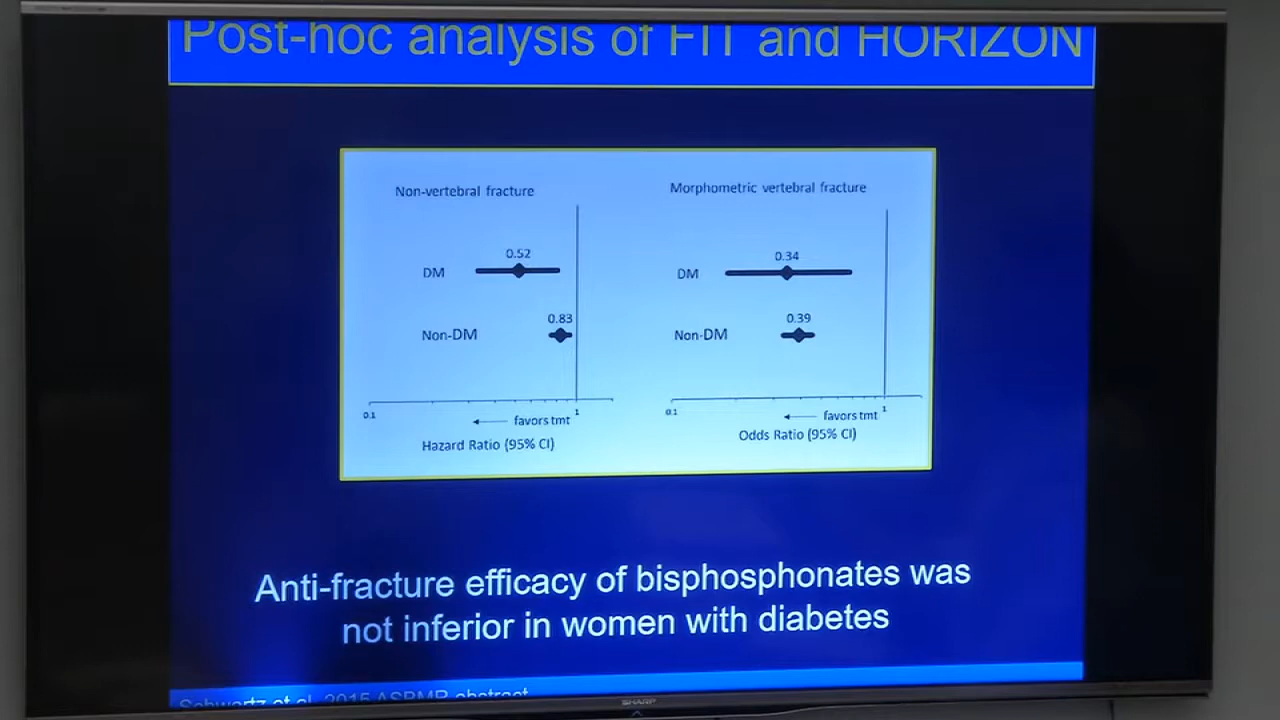 Post-hoc analysis of FIT and HORIZON
Non-vertebral fracture
0.52
DM
0.83
Non-DM
0.1
1
favors tmt
Hazard Ratio (95% CI)
Morphometric vertebral fracture
0.34
DM
0.39
Non-DM
0.1
1
favors tmt
Odds Ratio (95% CI)
Anti-fracture efficacy of bisphosphonates was
not inferior in women with diabetes
Schwartz et al. 2015 ASBMR abstract
SHARP